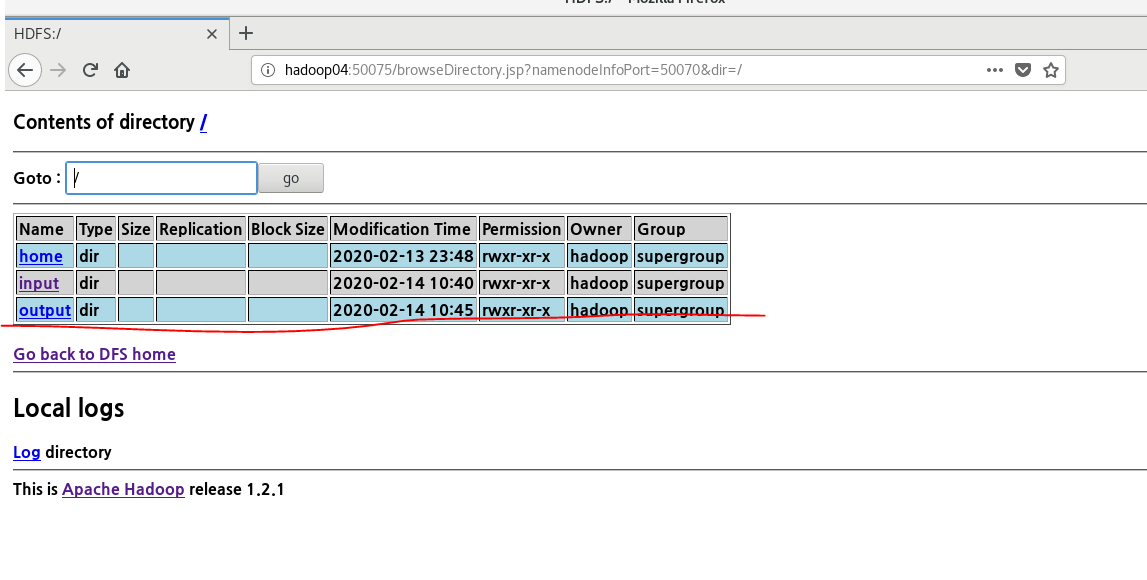 HDFS:/ - Mozilla Firefox
HDFS:/
hadoop04:50075/browseDirectory.jsp?namenodeInfoPort=50070&dir=/
Contents of directory /
Goto : / go
Name Type Size Replication Block Size Modification Time Permission Owner Group
home dir 2020-02-13 23:48 rwxr-xr-x hadoop supergroup
input dir 2020-02-14 10:40 rwxr-xr-x hadoop supergroup
output dir 2020-02-14 10:45 rwxr-xr-x hadoop supergroup
Go back to DFS home
Local logs
Log directory
This is Apache Hadoop release 1.2.1